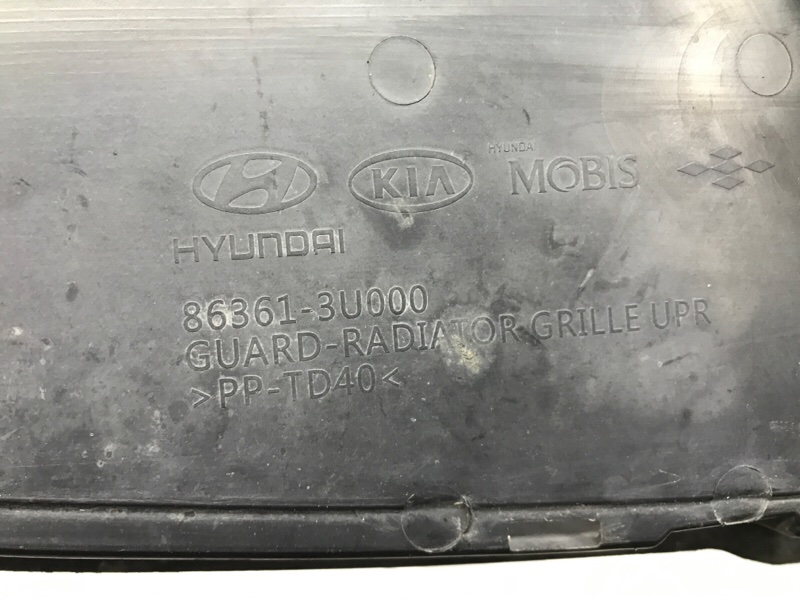 KIA
HYUNDAI
MOBIS
HYUNDAI
86361-3U000
GUARD-RADIATOR GRILLE UPR
>PP-TD40<